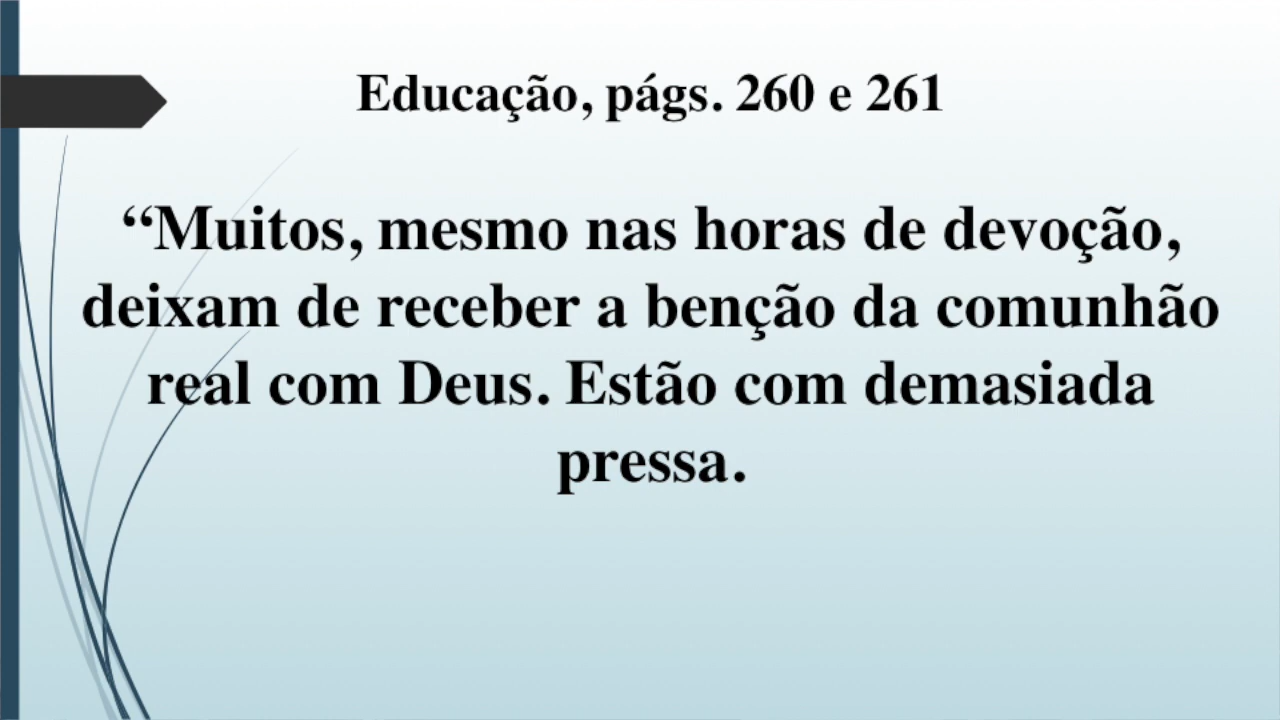 Educação, págs. 260 e 261
“Muitos, mesmo nas horas de devoção,
deixam de receber a benção da comunhão
real com Deus. Estão com demasiada
pressa.